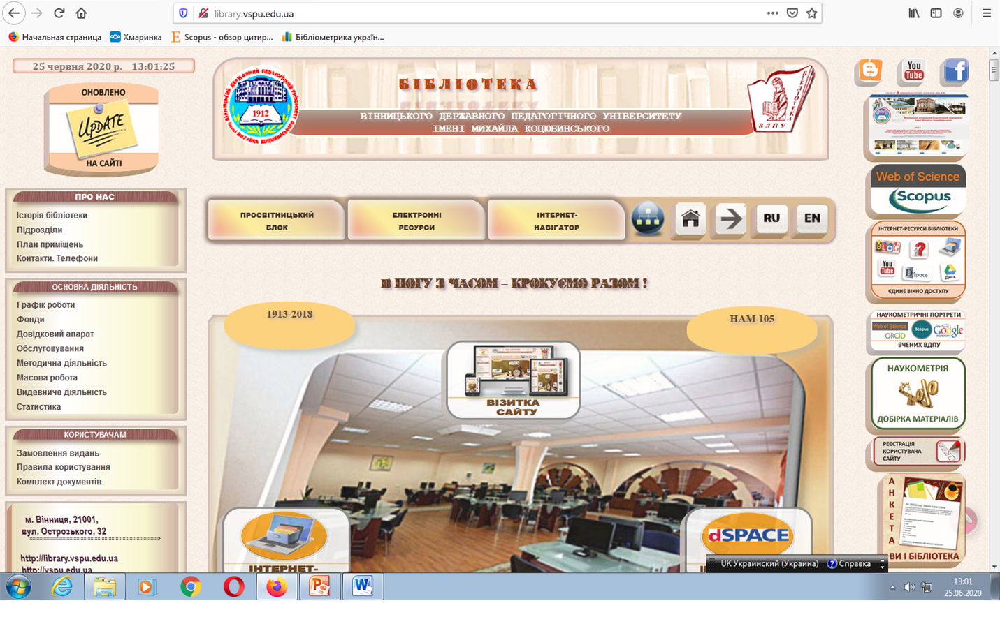 library.vspu.edu.ua
Начальная страница
Хмаринка
Scopus - обзор цитир...
Бібліометрика україн...
25 червня 2020 р. 13:01:25
ОНОВЛЕНО
UPDATE
НА САЙТІ
1912
БІБЛІОТЕКА
ВІННИЦЬКОГО ДЕРЖАВНОГО ПЕДАГОГІЧНОГО УНІВЕРСИТЕТУ
ІМЕНІ МИХАЙЛА КОЦЮБИНСЬКОГО
БІБЛІОТЕКА
ВДПУ
ПРО НАС
Історія бібліотеки
Підрозділи
План приміщень
Контакти. Телефони
ОСНОВНА ДІЯЛЬНІСТЬ
Графік роботи
Фонди
Довідковий апарат
Обслуговування
Методична діяльність
Масова робота
Видавнича діяльність
Статистика
КОРИСТУВАЧАМ
Замовлення видань
Правила користування
Комплект документів
м. Вінниця, 21001,
вул. Острозького, 32
http://library.vspu.edu.ua
http://vspu.edu.ua
ПРОСВІТНИЦЬКИЙ
БЛОК
ЕЛЕКТРОННІ
РЕСУРСИ
ІНТЕРНЕТ-
НАВІГАТОР
RU
EN
В НОГУ З ЧАСОМ – КРОКУЄМО РАЗОМ !
1913-2018
НАМ 105
ВІЗИТКА
САЙТУ
ІНТЕРНЕТ-
DSPACE
You
Tube
Web of Science
Scopus
ІНТЕРНЕТ-РЕСУРСИ БІБЛІОТЕКИ
BLOG
You
Tube
DSpace
Диск
ЄДИНЕ ВІКНО ДОСТУПУ
НАУКОМЕТРИЧНІ ПОРТРЕТИ
Web of Science
Scopus
Google
ORCID
ВЧЕНИХ ВДПУ
НАУКОМЕТРІЯ
ДОБІРКА МАТЕРІАЛІВ
РЕЄСТРАЦІЯ
КОРИСТУВАЧА
САЙТУ
АНКЕТА
ВИ І БІБЛІОТЕКА
UK Украинский (Украина)
Справка
13:01
25.06.2020